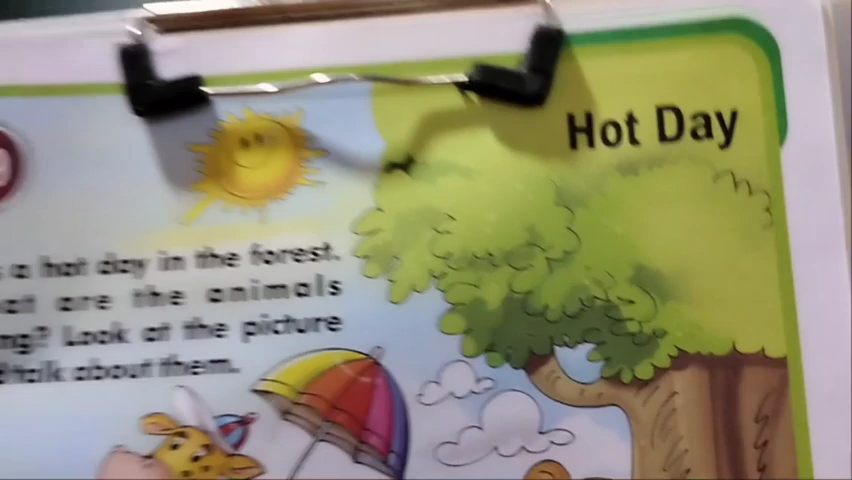 Hot Day
a hot day in the forest.
are the animals
Look at the picture
talk about them.